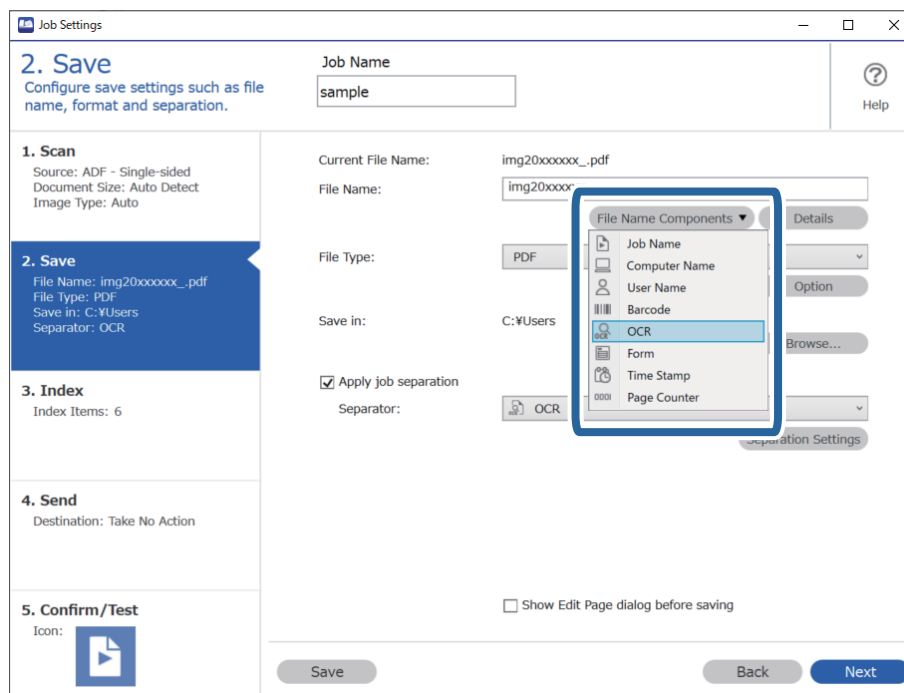 Job Settings
2. Save
Configure save settings such as file
name, format and separation.
Job Name
sample
Help
1. Scan
Source: ADF - Single-sided
Document Size: Auto Detect
Image Type: Auto
2. Save
File Name: img20xxxxxx_.pdf
File Type: PDF
Save in: C:¥Users
Separator: OCR
3. Index
Index Items: 6
4. Send
Destination: Take No Action
5. Confirm/Test
Icon:
Current File Name: img20xxxxxx_.pdf
File Name: img20xxxx
File Name Components ▼
Details
Job Name
Computer Name
User Name
Barcode
OCR
OCR
Form
Time Stamp
0001 Page Counter
File Type: PDF
Option
Save in: C:¥Users
Browse...
Apply job separation
Separator: OCR
Separation Settings
Show Edit Page dialog before saving
Save
Back
Next